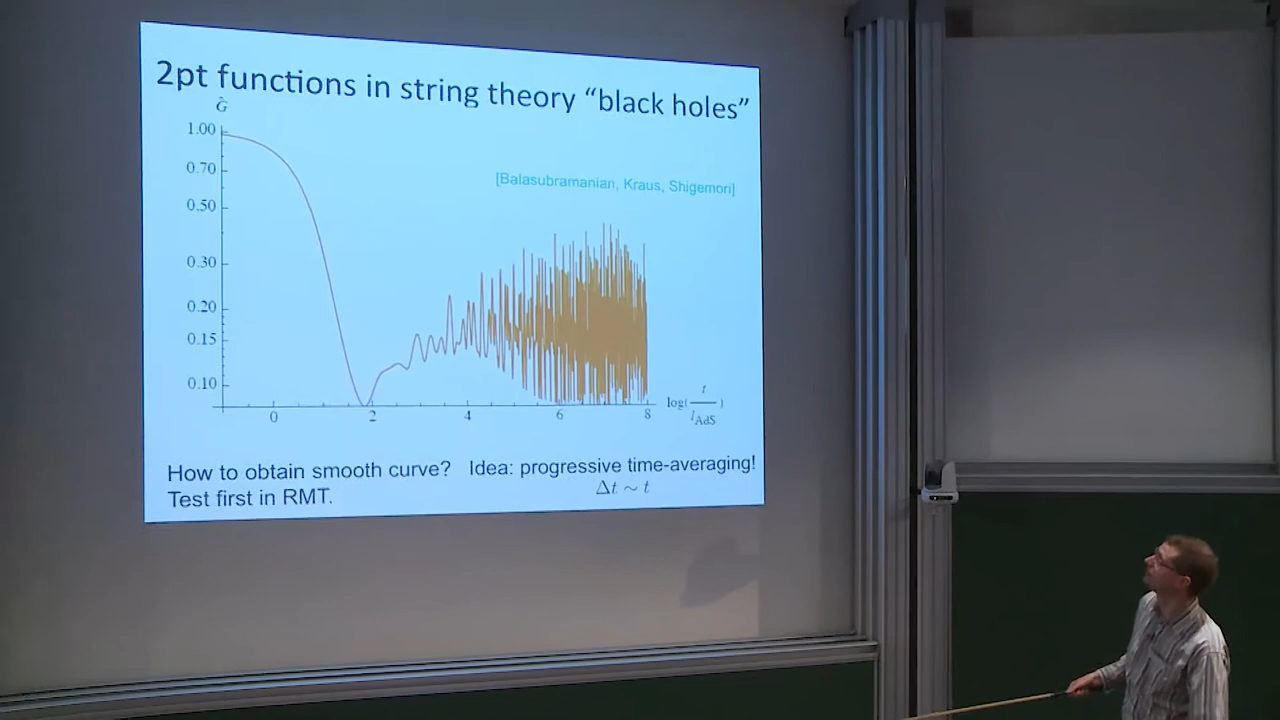 2pt functions in string theory “black holes”
Ĝ
1.00
0.70
[Balasubramanian, Kraus, Shigemori]
0.50
0.30
0.20
0.15
0.10
0 2 4 6 8 log(t/l_AdS)
How to obtain smooth curve? Idea: progressive time-averaging!
Δt ~ t
Test first in RMT.